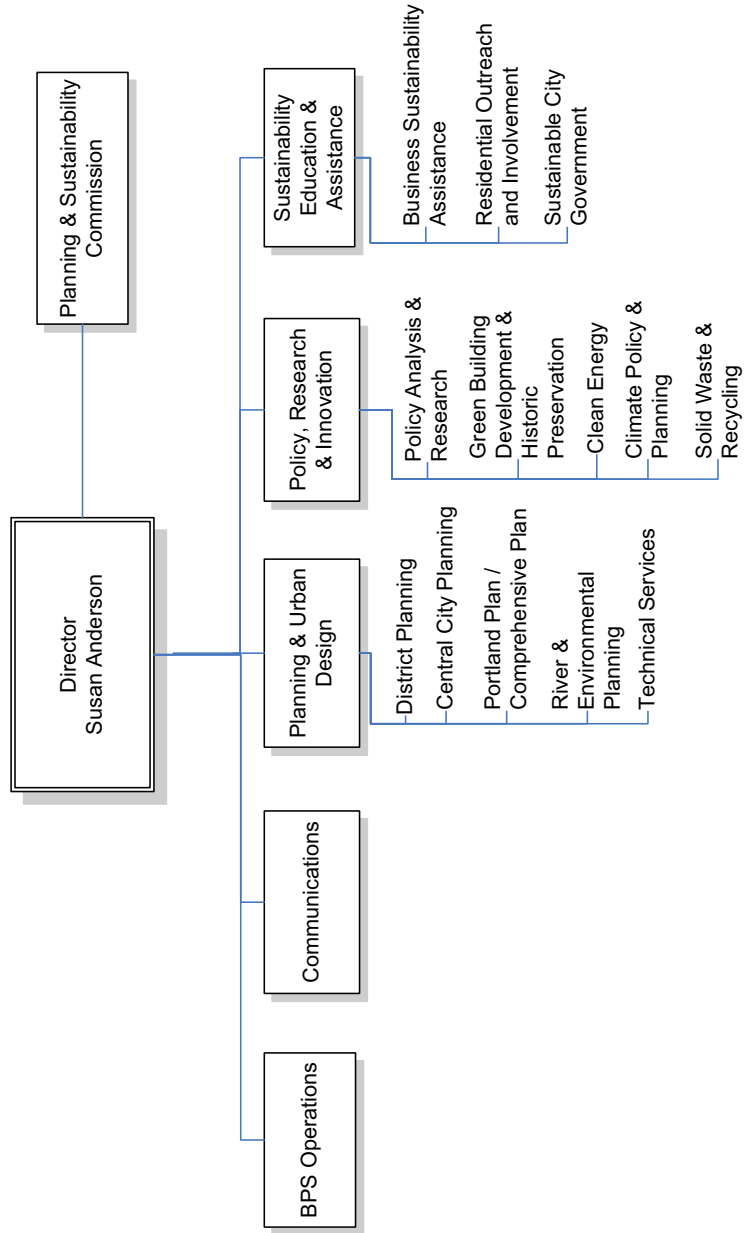 Director
Susan Anderson
Planning & Sustainability
Commission
BPS Operations
Communications
Planning & Urban
Design
District Planning
Central City Planning
Portland Plan /
Comprehensive Plan
River &
Environmental
Planning
Technical Services
Policy, Research
& Innovation
Policy Analysis &
Research
Green Building
Development &
Historic
Preservation
Clean Energy
Climate Policy &
Planning
Solid Waste &
Recycling
Sustainability
Education &
Assistance
Business Sustainability
Assistance
Residential Outreach
and Involvement
Sustainable City
Government